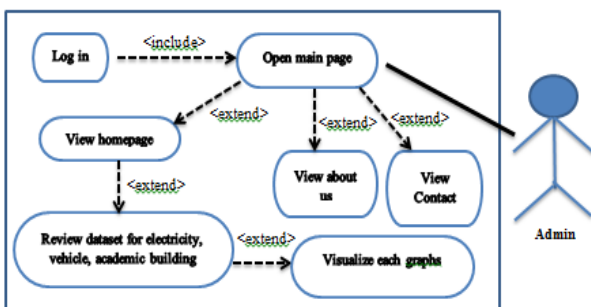 <include>
Log in
Open main page
<extend>
<extend>
<extend>
View homepage
<extend>
View about
us
View
Contact
Admin
Review dataset for electricity,
vehicle, academic building
<extend>
Visualize each graphs